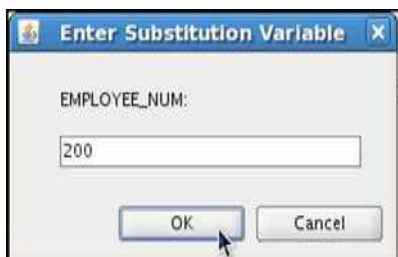 Enter Substitution Variable
EMPLOYEE_NUM:
200
OK
Cancel